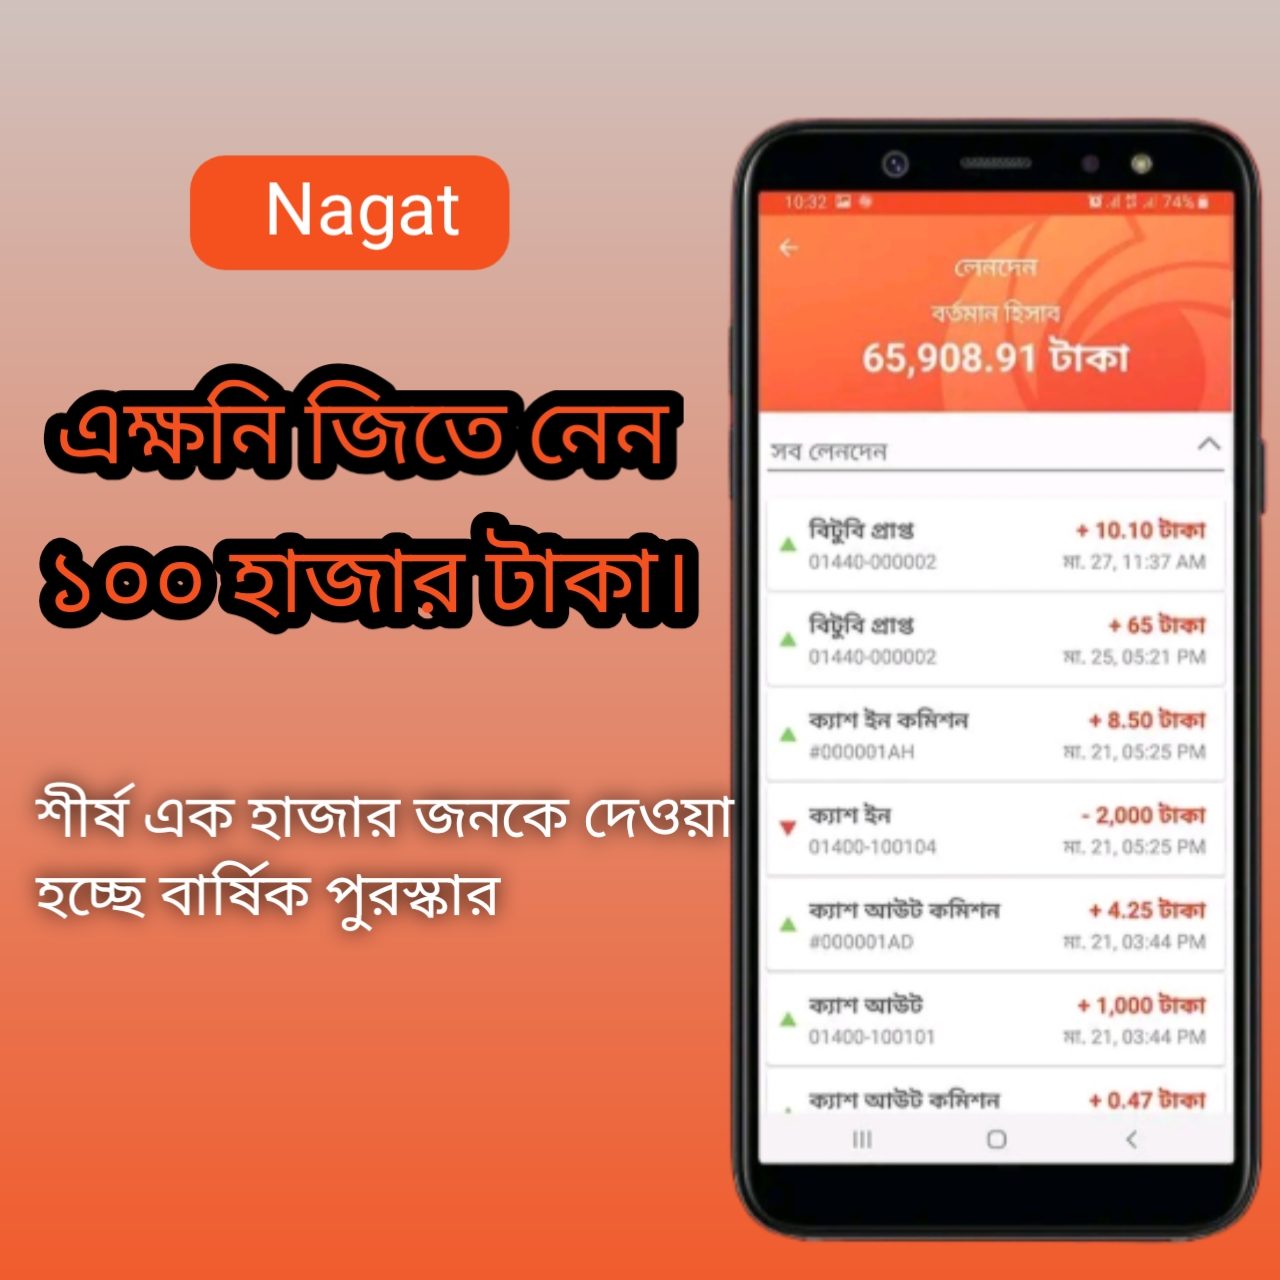 Nagat
এক্ষনি জিতে নেন
১০০ হাজার টাকা।
শীর্ষ এক হাজার জনকে দেওয়া
হচ্ছে বার্ষিক পুরস্কার
10:32
74%
লেনদেন
বর্তমান হিসাব
65,908.91 টাকা
সব লেনদেন
বিটুবি প্রাপ্ত + 10.10 টাকা
01440-000002 মা. 27, 11:37 AM
বিটুবি প্রাপ্ত + 65 টাকা
01440-000002 মা. 25, 05:21 PM
ক্যাশ ইন কমিশন + 8.50 টাকা
#000001AH মা. 21, 05:25 PM
ক্যাশ ইন - 2,000 টাকা
01400-100104 মা. 21, 05:25 PM
ক্যাশ আউট কমিশন + 4.25 টাকা
#000001AD মা. 21, 03:44 PM
ক্যাশ আউট + 1,000 টাকা
01400-100101 মা. 21, 03:44 PM
ক্যাশ আউট কমিশন + 0.47 টাকা